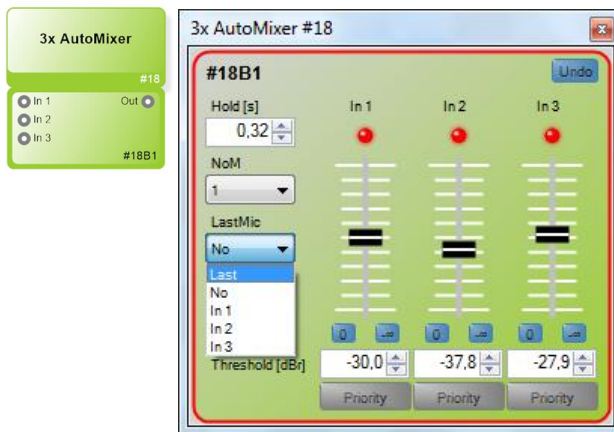 3x AutoMixer
#18
In 1 Out
In 2
In 3
#18B1
3x AutoMixer #18
#18B1 Undo
Hold [s] In 1 In 2 In 3
0,32
NoM
1
LastMic
No
Last
No
In 1
In 2
In 3
0 -∞ 0 -∞ 0 -∞
Threshold [dBr] -30,0 -37,8 -27,9
Priority Priority Priority